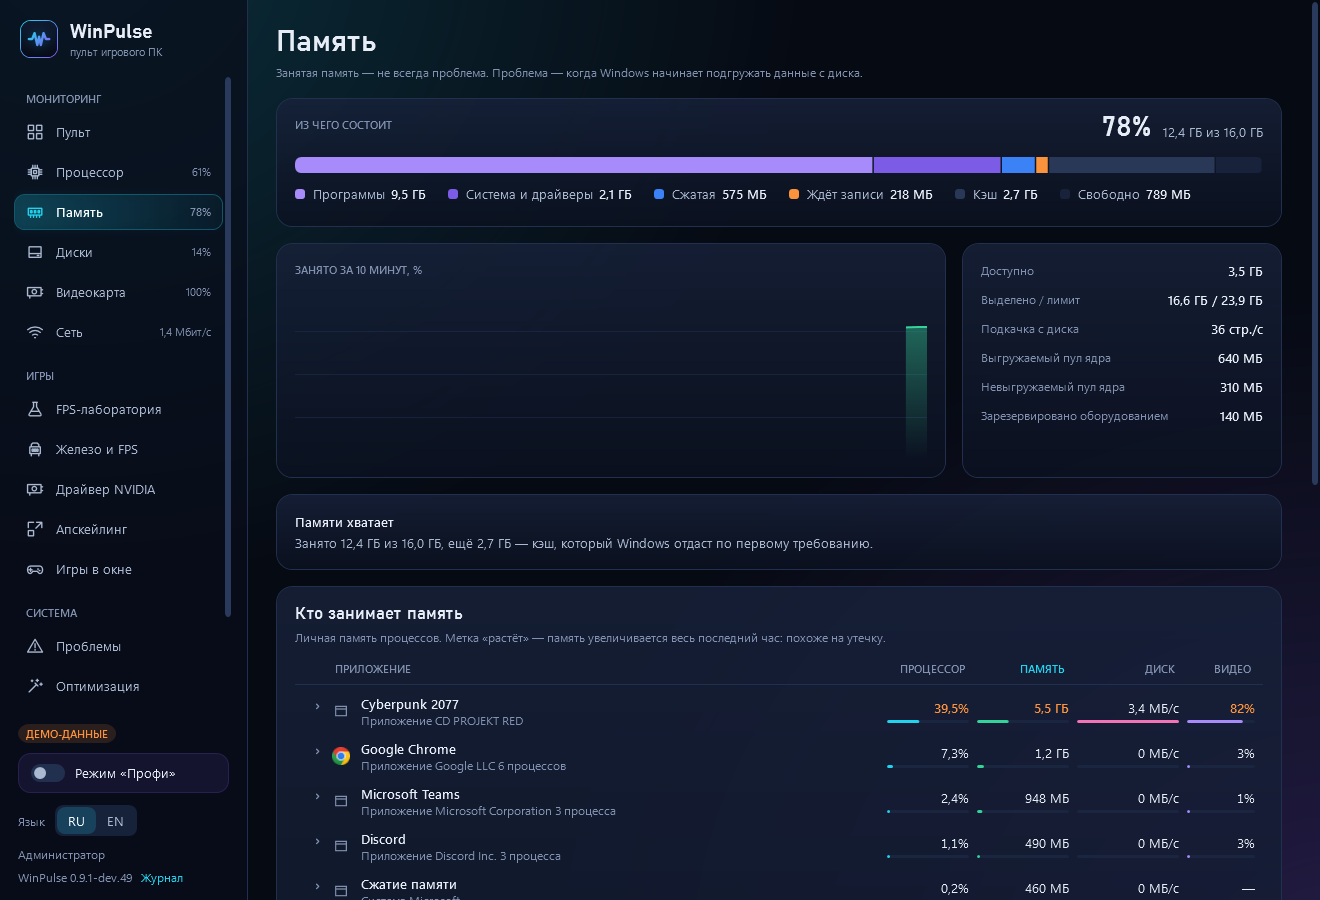 WinPulse
пульт игрового ПК
МОНИТОРИНГ
Пульт
Процессор 61%
Память 78%
Диски 14%
Видеокарта 100%
Сеть 1,4 Мбит/с
ИГРЫ
FPS-лаборатория
Железо и FPS
Драйвер NVIDIA
Апскейлинг
Игры в окне
СИСТЕМА
Проблемы
Оптимизация
ДЕМО-ДАННЫЕ
Режим «Профи»
Язык RU EN
Администратор
WinPulse 0.9.1-dev.49 Журнал
Память
Занятая память — не всегда проблема. Проблема — когда Windows начинает подгружать данные с диска.
ИЗ ЧЕГО СОСТОИТ 78% 12,4 ГБ из 16,0 ГБ
Программы 9,5 ГБ Система и драйверы 2,1 ГБ Сжатая 575 МБ Ждёт записи 218 МБ Кэш 2,7 ГБ Свободно 789 МБ
ЗАНЯТО ЗА 10 МИНУТ, %
Доступно 3,5 ГБ
Выделено / лимит 16,6 ГБ / 23,9 ГБ
Подкачка с диска 36 стр./с
Выгружаемый пул ядра 640 МБ
Невыгружаемый пул ядра 310 МБ
Зарезервировано оборудованием 140 МБ
Памяти хватает
Занято 12,4 ГБ из 16,0 ГБ, ещё 2,7 ГБ — кэш, который Windows отдаст по первому требованию.
Кто занимает память
Личная память процессов. Метка «растёт» — память увеличивается весь последний час: похоже на утечку.
ПРИЛОЖЕНИЕ ПРОЦЕССОР ПАМЯТЬ ДИСК ВИДЕО
Cyberpunk 2077 39,5% 5,5 ГБ 3,4 МБ/с 82%
Приложение CD PROJEKT RED
Google Chrome 7,3% 1,2 ГБ 0 МБ/с 3%
Приложение Google LLC 6 процессов
Microsoft Teams 2,4% 948 МБ 0 МБ/с 1%
Приложение Microsoft Corporation 3 процесса
Discord 1,1% 490 МБ 0 МБ/с 3%
Приложение Discord Inc. 3 процесса
Сжатие памяти 0,2% 460 МБ 0 МБ/с —
Система Microsoft